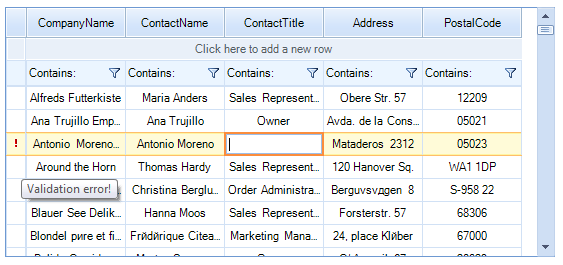 CompanyName ContactName ContactTitle Address PostalCode
Click here to add a new row
Contains: Contains: Contains: Contains: Contains:
Alfreds Futterkiste Maria Anders Sales Represent... Obere Str. 57 12209
Ana Trujillo Emp... Ana Trujillo Owner Avda. de la Cons... 05021
! Antonio Moreno... Antonio Moreno Mataderos 2312 05023
Around the Horn Thomas Hardy Sales Represent... 120 Hanover Sq. WA1 1DP
Validation error! Christina Berglu... Order Administra... Berguvsvдgen 8 S-958 22
Blauer See Delik... Hanna Moos Sales Represent... Forsterstr. 57 68306
Blondel pиre et fi... Frйdйrique Citea... Marketing Mana... 24, place Klйber 67000